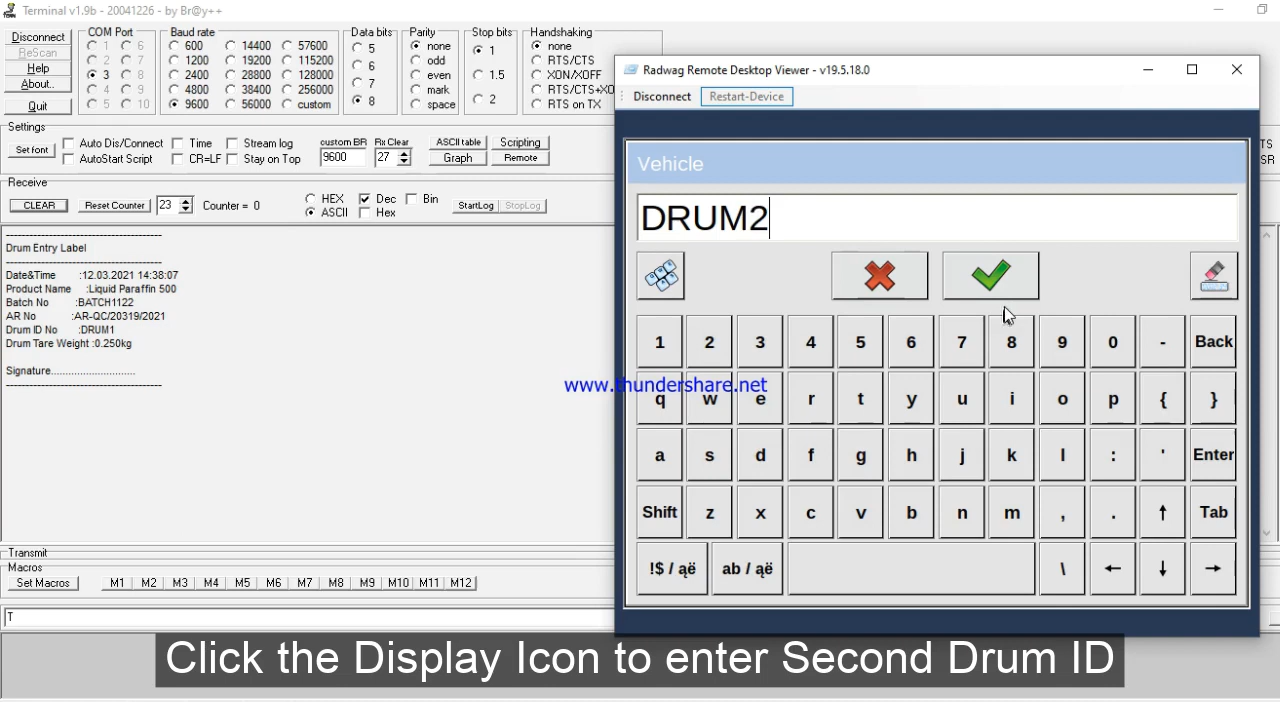 Terminal v1.9b - 20041226 - by Br@y++
Disconnect
ReScan
Help
About..
Quit
COM Port
1 6
2 7
3 8
4 9
5 10
Baud rate
600 14400 57600
1200 19200 115200
2400 28800 128000
4800 38400 256000
9600 56000 custom
Data bits
5
6
7
8
Parity
none
odd
even
mark
space
Stop bits
1
1.5
2
Handshaking
none
RTS/CTS
XON/XOFF
RTS/CTS+XO
RTS on TX
Settings
Set font
Auto Dis/Connect Time Stream log
AutoStart Script CR=LF Stay on Top
custom BR Rx Clear
9600 27
ASCII table Scripting
Graph Remote
TS
SR
Receive
CLEAR Reset Counter 23 Counter = 0
HEX Dec Bin
ASCII Hex
StartLog StopLog
------------------------------------------------
Drum Entry Label
------------------------------------------------
Date&Time :12.03.2021 14:38:07
Product Name :Liquid Paraffin 500
Batch No :BATCH1122
AR No :AR-QC/20319/2021
Drum ID No :DRUM1
Drum Tare Weight :0.250kg
Signature............................
------------------------------------------------
Transmit
Macros
Set Macros M1 M2 M3 M4 M5 M6 M7 M8 M9 M10 M11 M12
T
Radwag Remote Desktop Viewer - v19.5.18.0
Disconnect Restart-Device
Vehicle
DRUM2
1 2 3 4 5 6 7 8 9 0 - Back
q w e r t y u i o p { }
a s d f g h j k l : ' Enter
Shift z x c v b n m , . ↑ Tab
!$ / ąë ab / ąë \ ← ↓ →
www.thundershare.net
Click the Display Icon to enter Second Drum ID